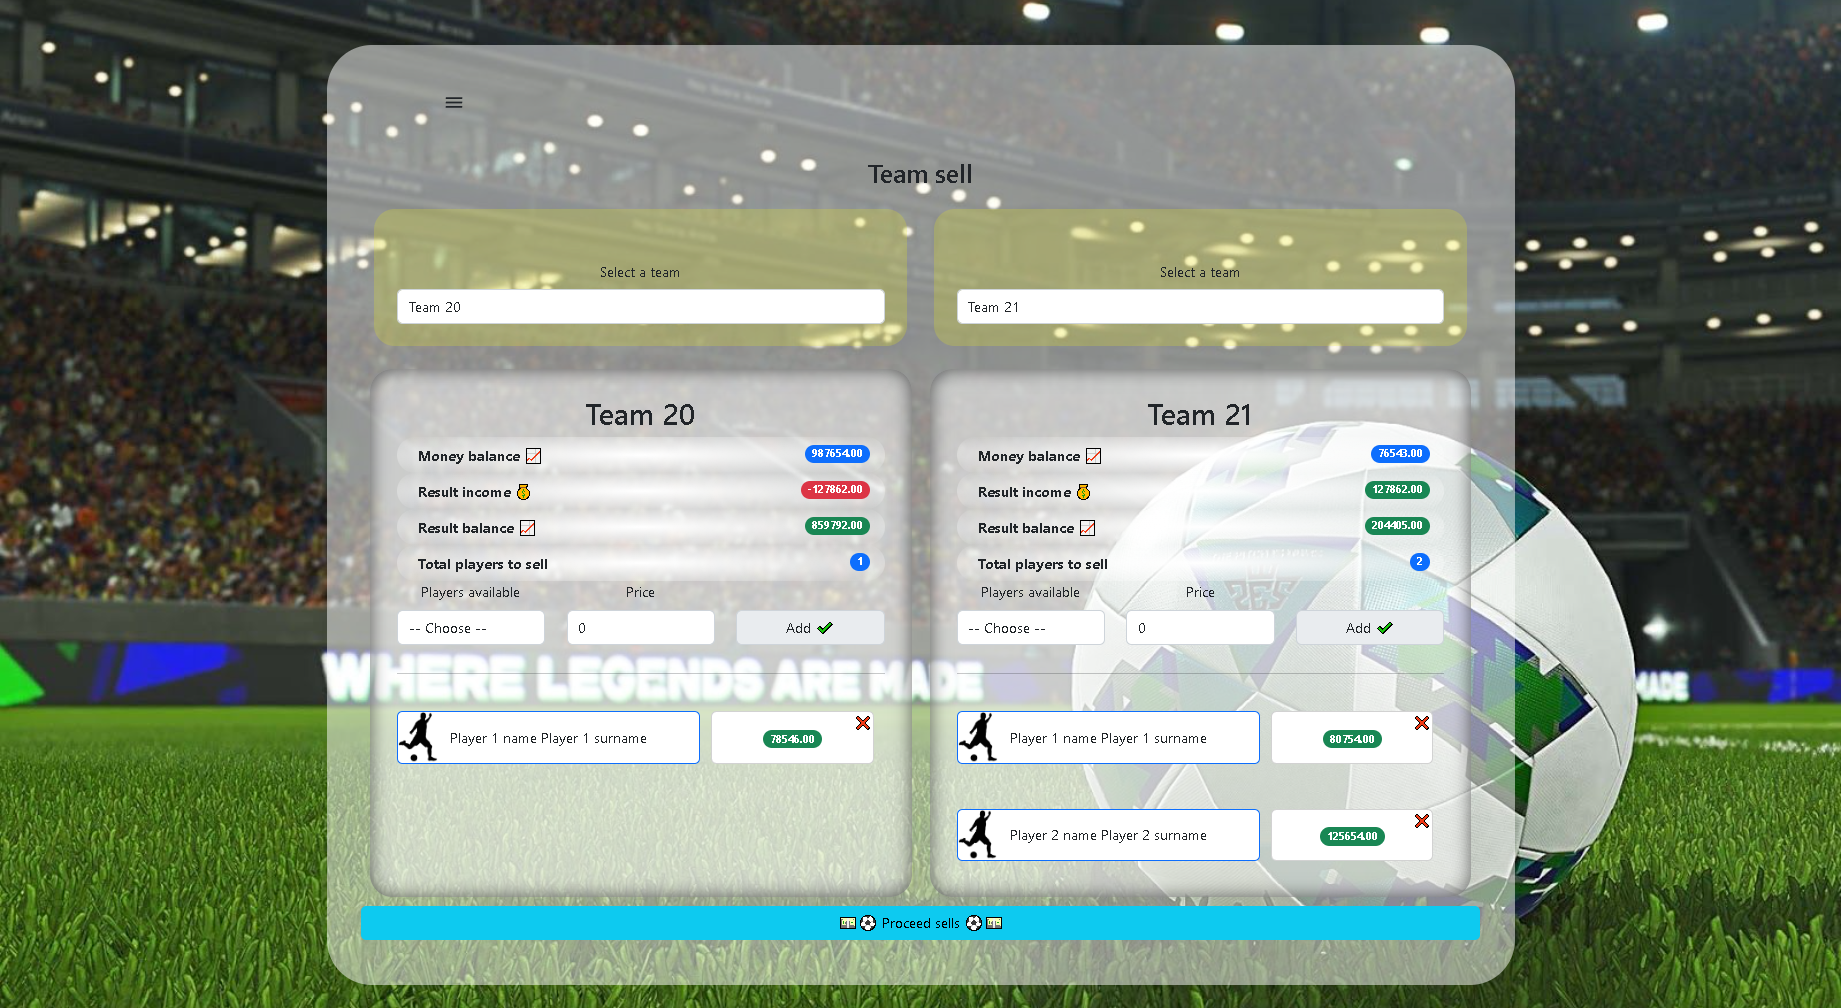 Team sell
Select a team
Team 20
Select a team
Team 21
Team 20
Money balance 987654.00
Result income -127862.00
Result balance 859792.00
Total players to sell 1
Players available Price
-- Choose -- 0 Add
Player 1 name Player 1 surname 78546.00
Team 21
Money balance 76543.00
Result income 127862.00
Result balance 204405.00
Total players to sell 2
Players available Price
-- Choose -- 0 Add
Player 1 name Player 1 surname 80754.00
Player 2 name Player 2 surname 125654.00
WHERE LEGENDS ARE MADE
MADE
Proceed sells